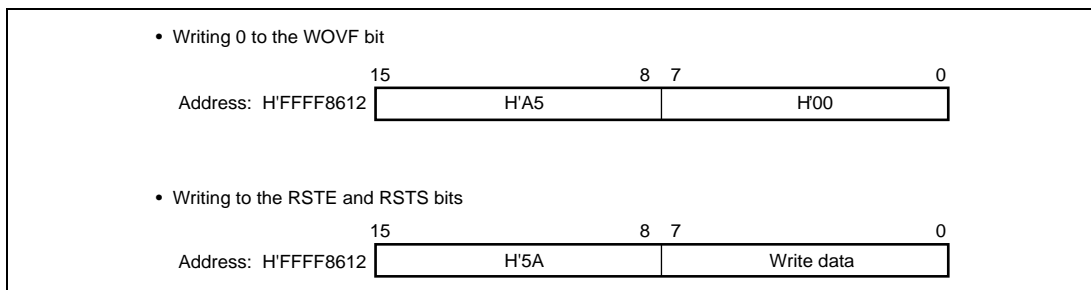 • Writing 0 to the WOVF bit
15 8 7 0
Address: H'FFFF8612 H'A5 H'00
• Writing to the RSTE and RSTS bits
15 8 7 0
Address: H'FFFF8612 H'5A Write data